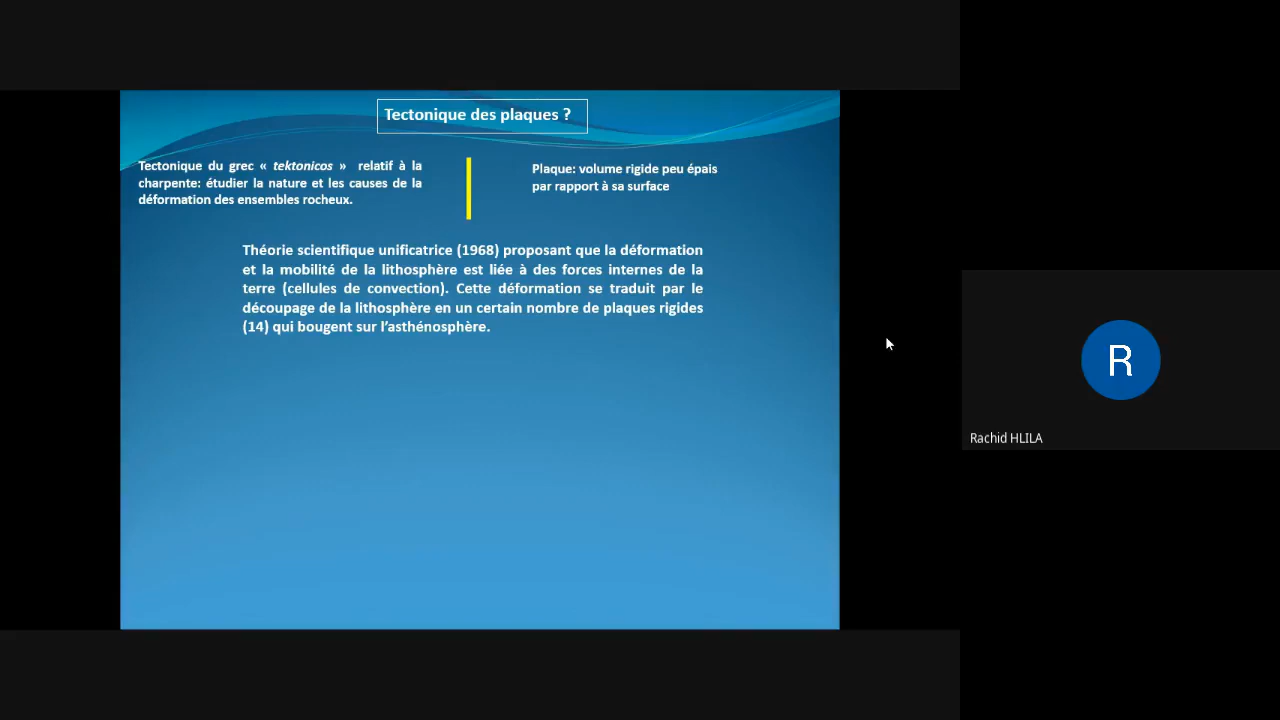 Tectonique des plaques ?
Tectonique du grec « tektonicos » relatif à la
charpente: étudier la nature et les causes de la
déformation des ensembles rocheux.
Plaque: volume rigide peu épais
par rapport à sa surface
Théorie scientifique unificatrice (1968) proposant que la déformation
et la mobilité de la lithosphère est liée à des forces internes de la
terre (cellules de convection). Cette déformation se traduit par le
découpage de la lithosphère en un certain nombre de plaques rigides
(14) qui bougent sur l’asthénosphère.
R
Rachid HLILA